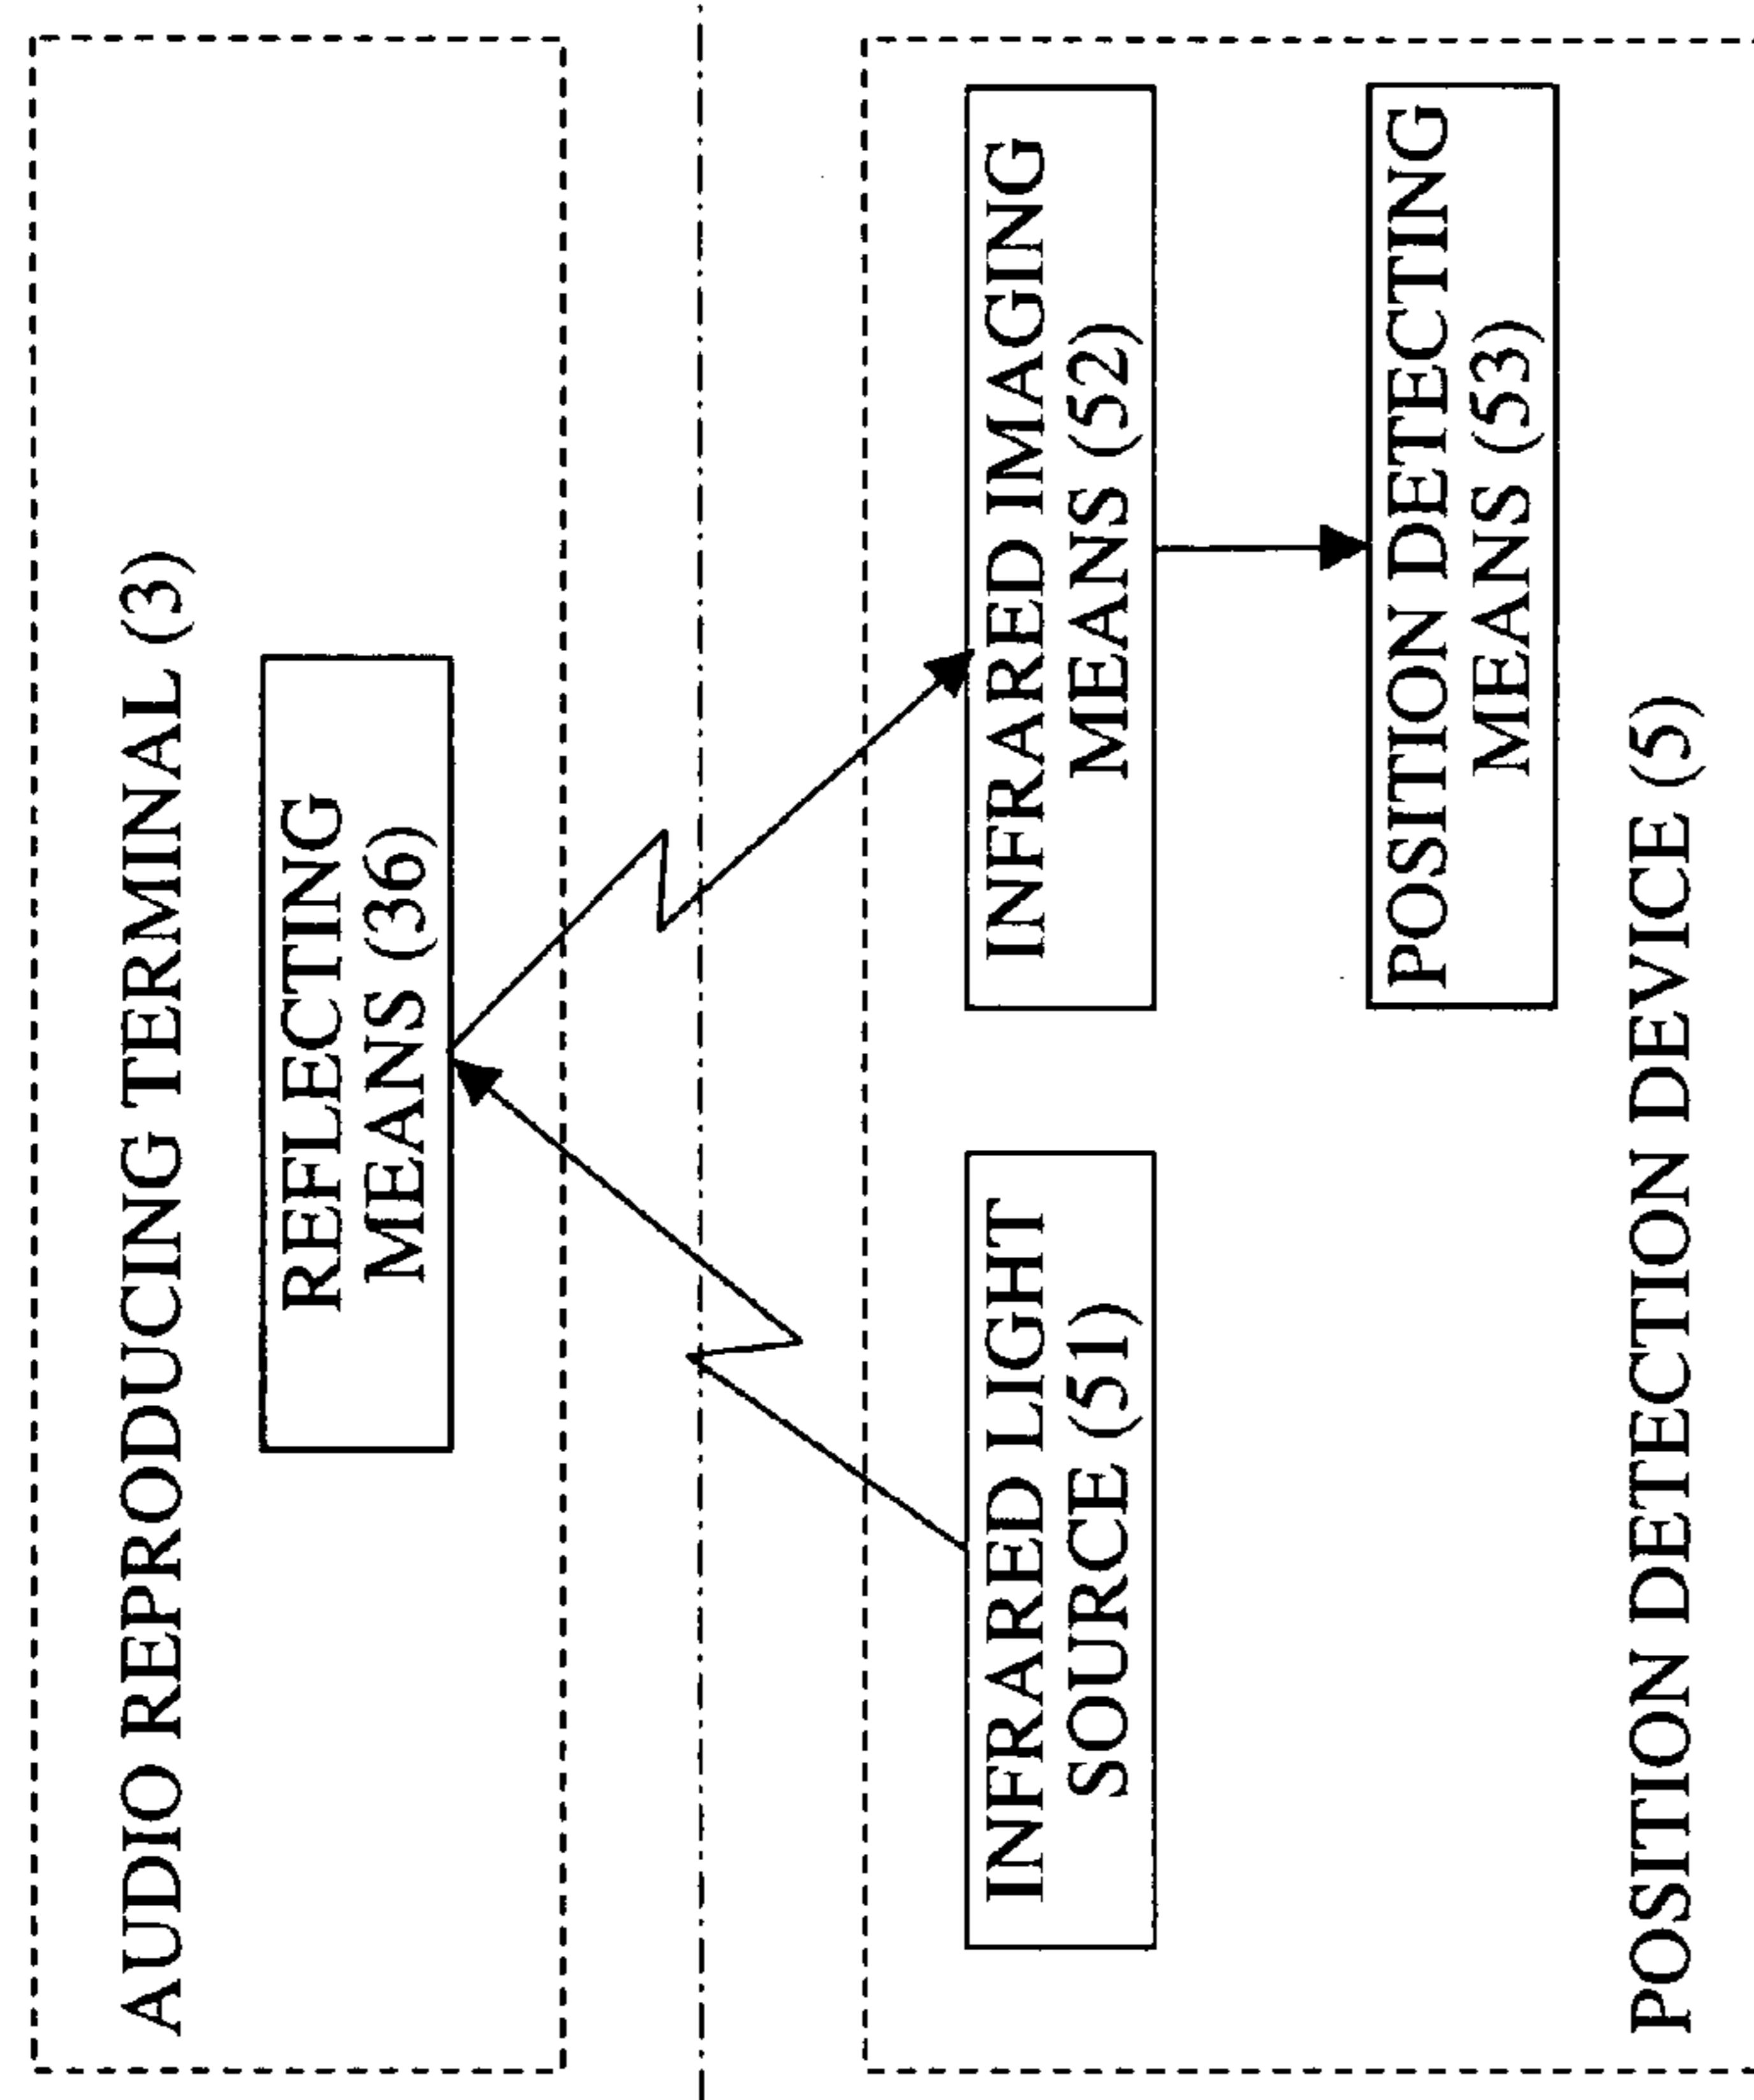 AUDIO REPRODUCING TERMINAL (3)
REFLECTING
MEANS (36)
INFRARED LIGHT
SOURCE (51)
INFRARED IMAGING
MEANS (52)
POSITION DETECTING
MEANS (53)
POSITION DETECTION DEVICE (5)